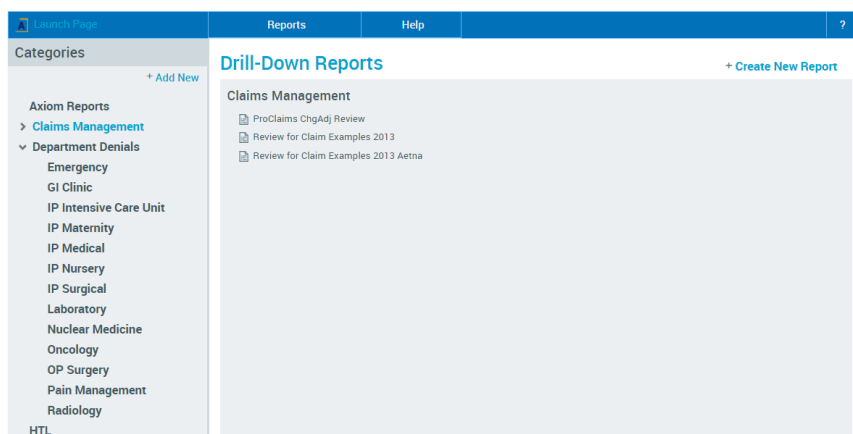 Launch Page
Reports
Help
?
Categories
+ Add New
Axiom Reports
Claims Management
Department Denials
Emergency
GI Clinic
IP Intensive Care Unit
IP Maternity
IP Medical
IP Nursery
IP Surgical
Laboratory
Nuclear Medicine
Oncology
OP Surgery
Pain Management
Radiology
HTL
Drill-Down Reports
+ Create New Report
Claims Management
ProClaims ChgAdj Review
Review for Claim Examples 2013
Review for Claim Examples 2013 Aetna